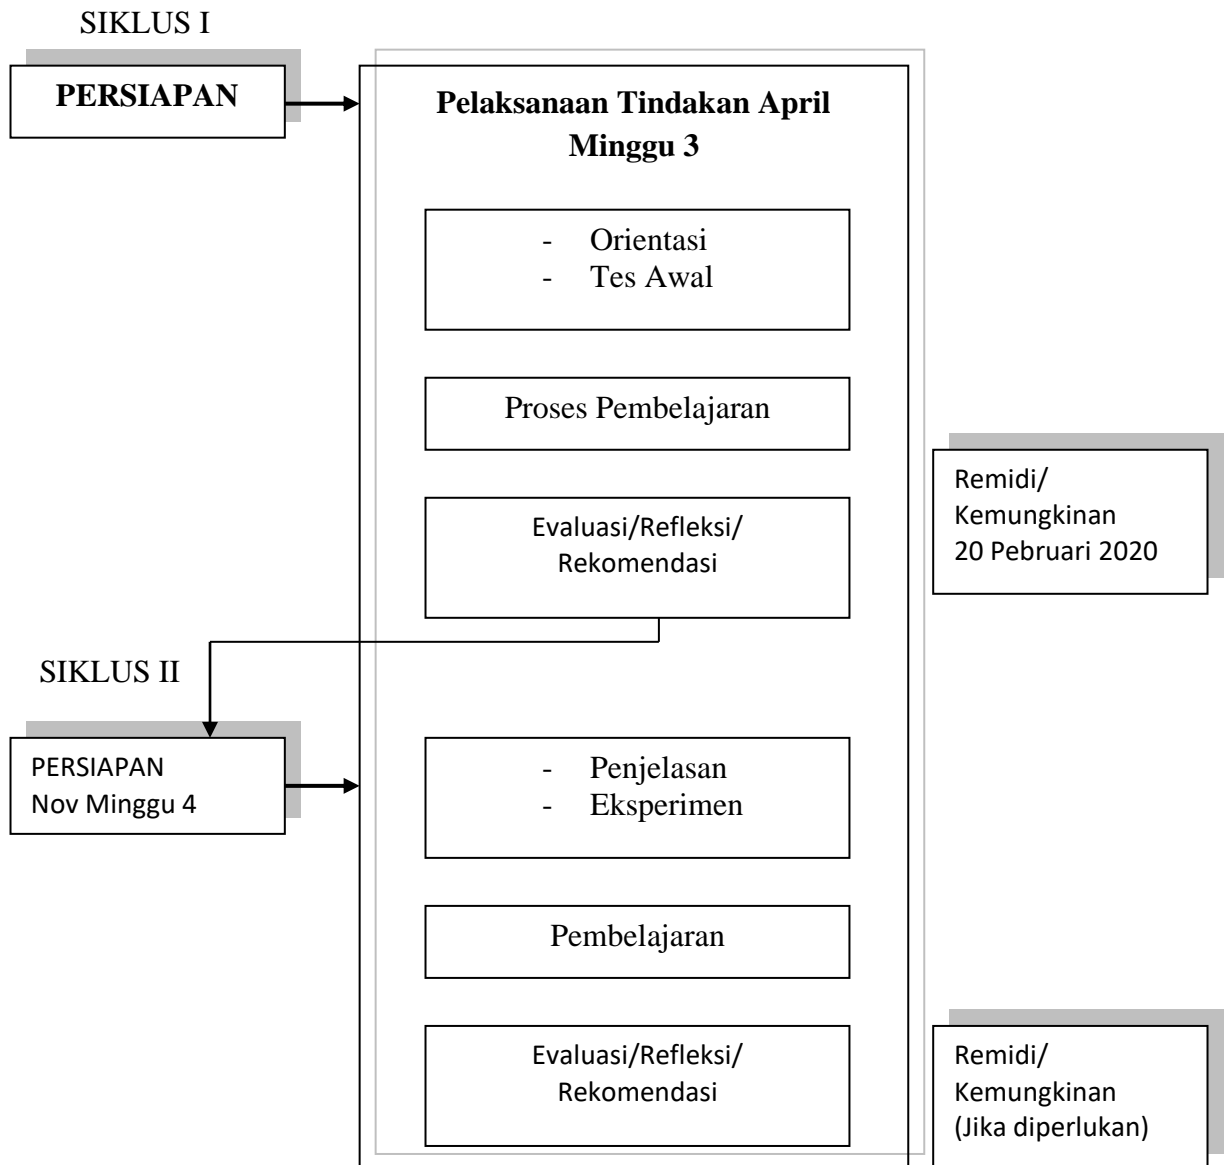 SIKLUS I
PERSIAPAN
Pelaksanaan Tindakan April
Minggu 3
- Orientasi
- Tes Awal
Proses Pembelajaran
Evaluasi/Refleksi/
Rekomendasi
Remidi/
Kemungkinan
20 Pebruari 2020
SIKLUS II
PERSIAPAN
Nov Minggu 4
- Penjelasan
- Eksperimen
Pembelajaran
Evaluasi/Refleksi/
Rekomendasi
Remidi/
Kemungkinan
(Jika diperlukan)